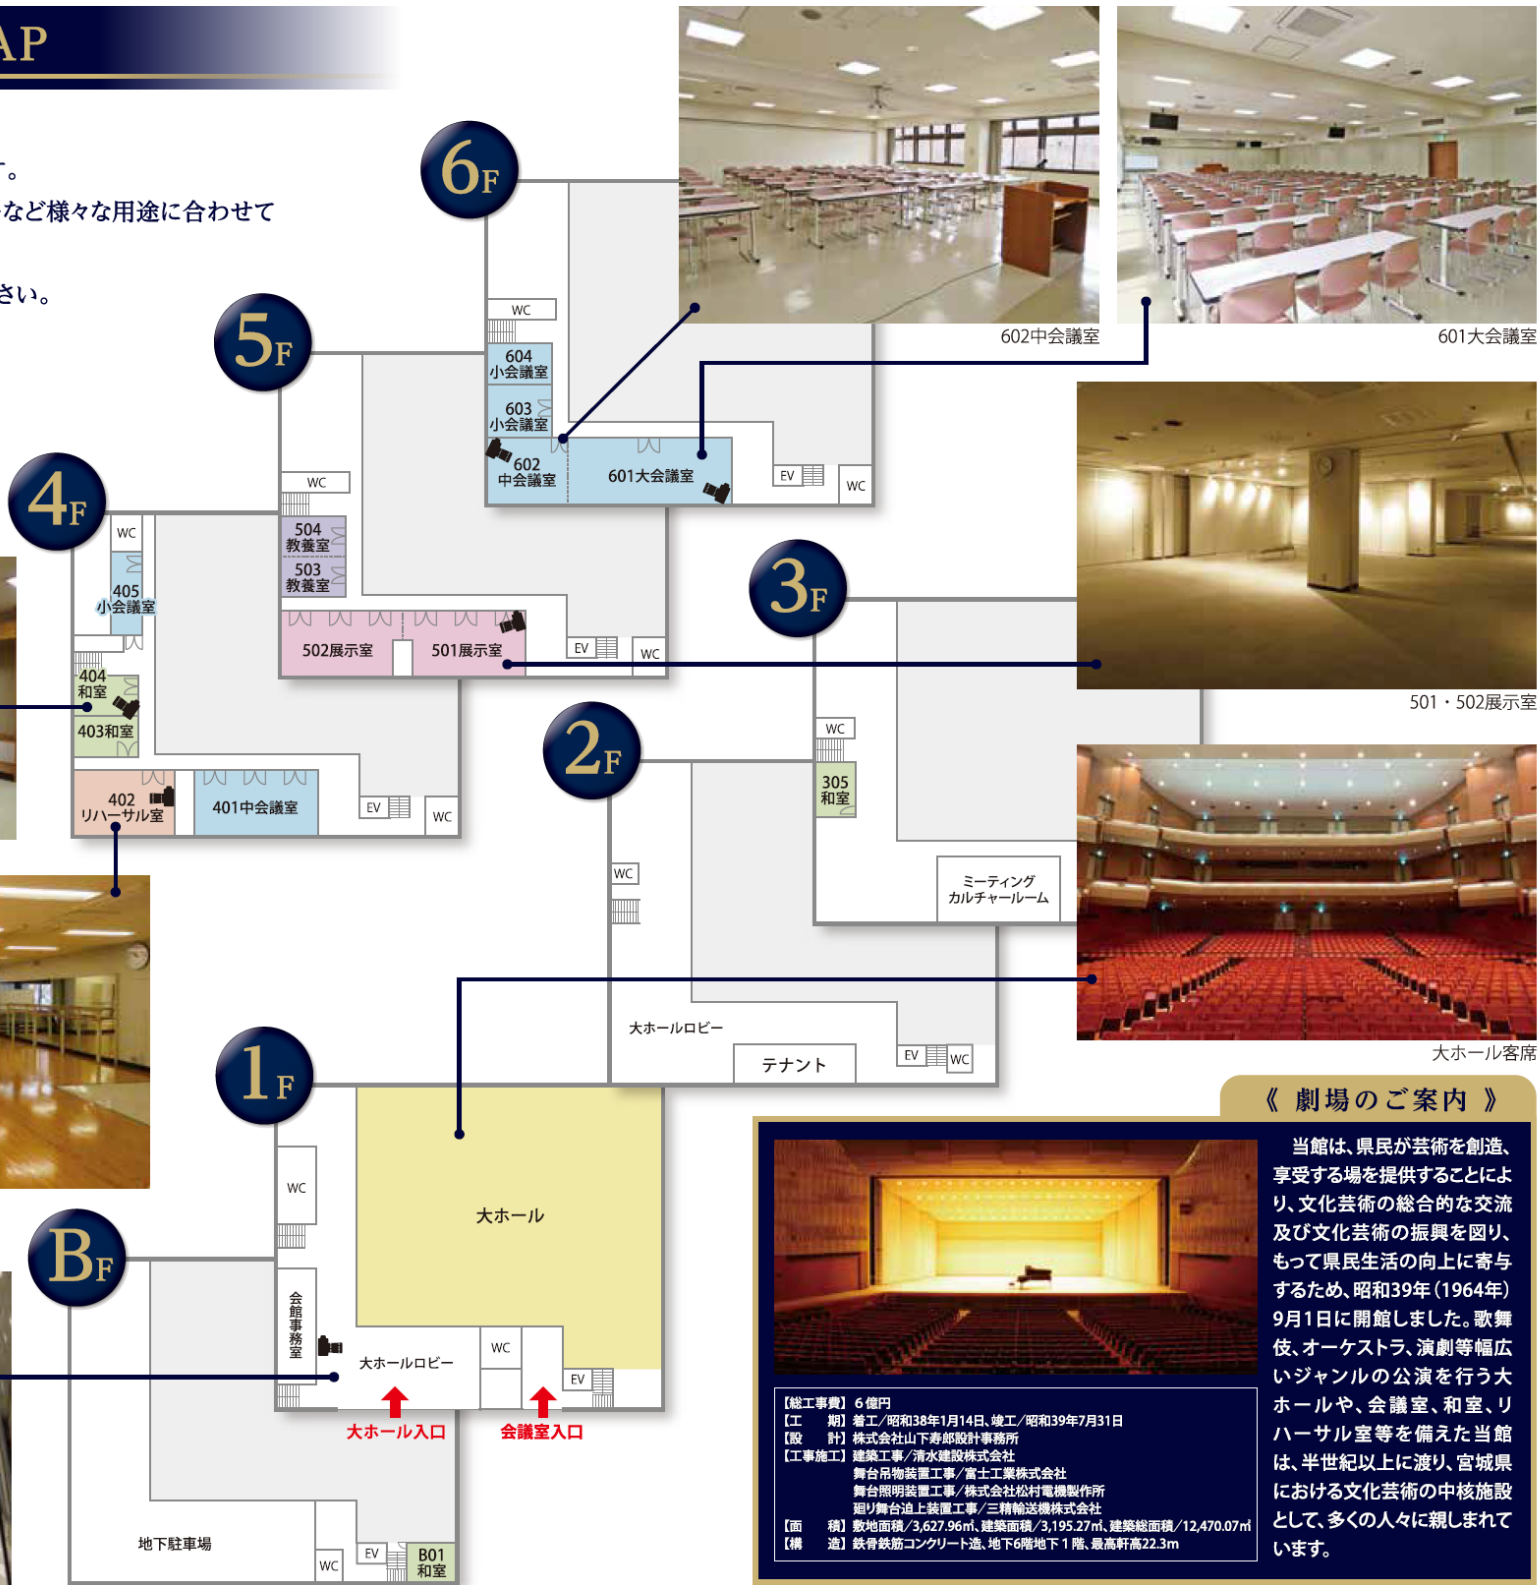 AP
す。
など様々な用途に合わせて
さい。
6F
WC
604
小会議室
603
小会議室
602
中会議室
601大会議室
EV
WC
602中会議室
601大会議室
5F
WC
504
教養室
503
教養室
502展示室
501展示室
EV
WC
501・502展示室
4F
WC
405
小会議室
404
和室
403和室
402
リハーサル室
401中会議室
EV
WC
3F
WC
305
和室
ミーティング
カルチャールーム
2F
WC
大ホールロビー
テナント
EV
WC
大ホール客席
1F
WC
大ホール
会館事務室
大ホールロビー
WC
EV
大ホール入口
会議室入口
BF
地下駐車場
WC
EV
B01
和室
《 劇場のご案内 》
当館は、県民が芸術を創造、
享受する場を提供することによ
り、文化芸術の総合的な交流
及び文化芸術の振興を図り、
もって県民生活の向上に寄与
するため、昭和39年(1964年)
9月1日に開館しました。歌舞
伎、オーケストラ、演劇等幅広
いジャンルの公演を行う大
ホールや、会議室、和室、リ
ハーサル室等を備えた当館
は、半世紀以上に渡り、宮城県
における文化芸術の中核施設
として、多くの人々に親しまれて
います。
【総工事費】6億円
【工　　期】着工/昭和38年1月14日、竣工/昭和39年7月31日
【設　　計】株式会社山下寿郎設計事務所
【工事施工】建築工事/清水建設株式会社
舞台吊物装置工事/富士工業株式会社
舞台照明装置工事/株式会社松村電機製作所
廻り舞台迫上装置工事/三精輸送機株式会社
【面　　積】敷地面積/3,627.96㎡、建築面積/3,195.27㎡、建築総面積/12,470.07㎡
【構　　造】鉄骨鉄筋コンクリート造、地下6階地下1階、最高軒高22.3m